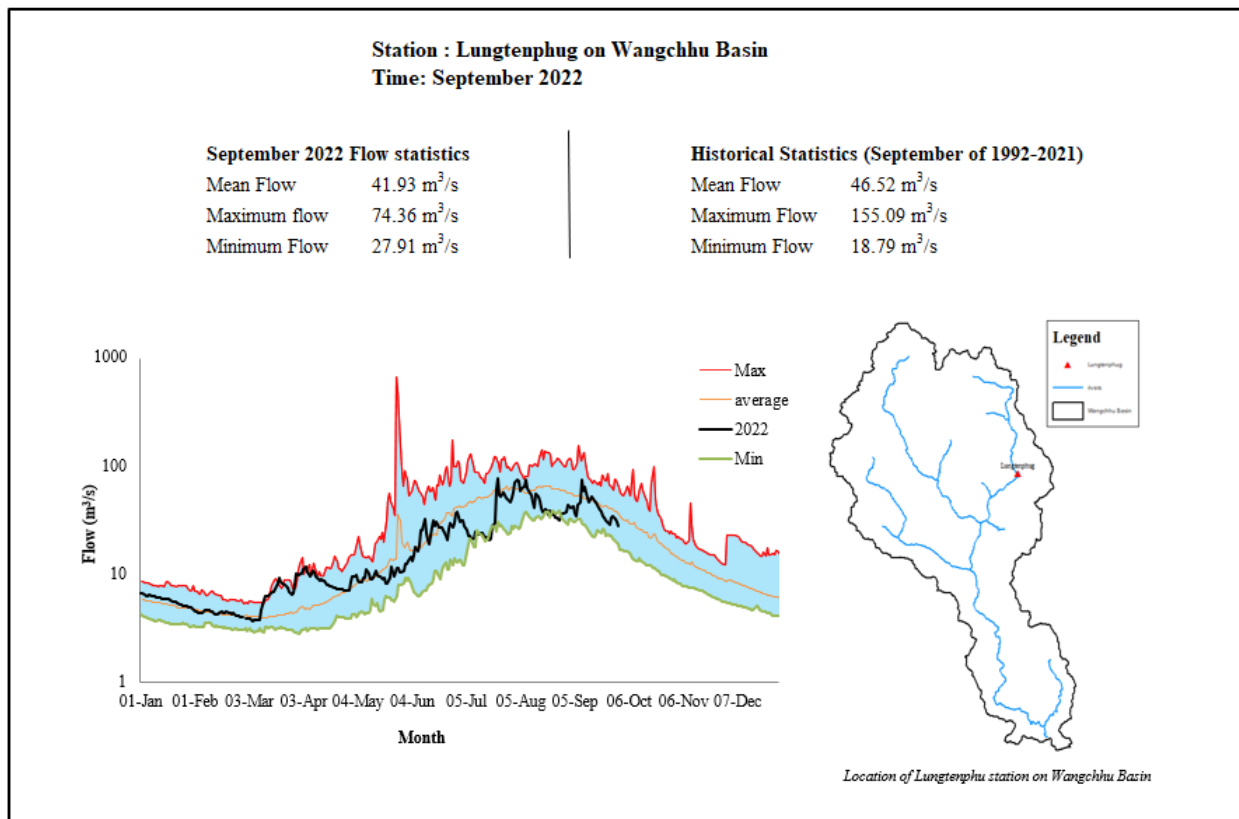 Station : Lungtenphug on Wangchhu Basin
Time: September 2022
September 2022 Flow statistics
Mean Flow 41.93 m³/s
Maximum flow 74.36 m³/s
Minimum Flow 27.91 m³/s
Historical Statistics (September of 1992-2021)
Mean Flow 46.52 m³/s
Maximum Flow 155.09 m³/s
Minimum Flow 18.79 m³/s
Flow (m³/s)
1000
100
10
1
01-Jan 01-Feb 03-Mar 03-Apr 04-May 04-Jun 05-Jul 05-Aug 05-Sep 06-Oct 06-Nov 07-Dec
Month
Max
average
2022
Min
Legend
Lungtenphug
Wangchhu Basin
Lungtenphug
Location of Lungtenphu station on Wangchhu Basin